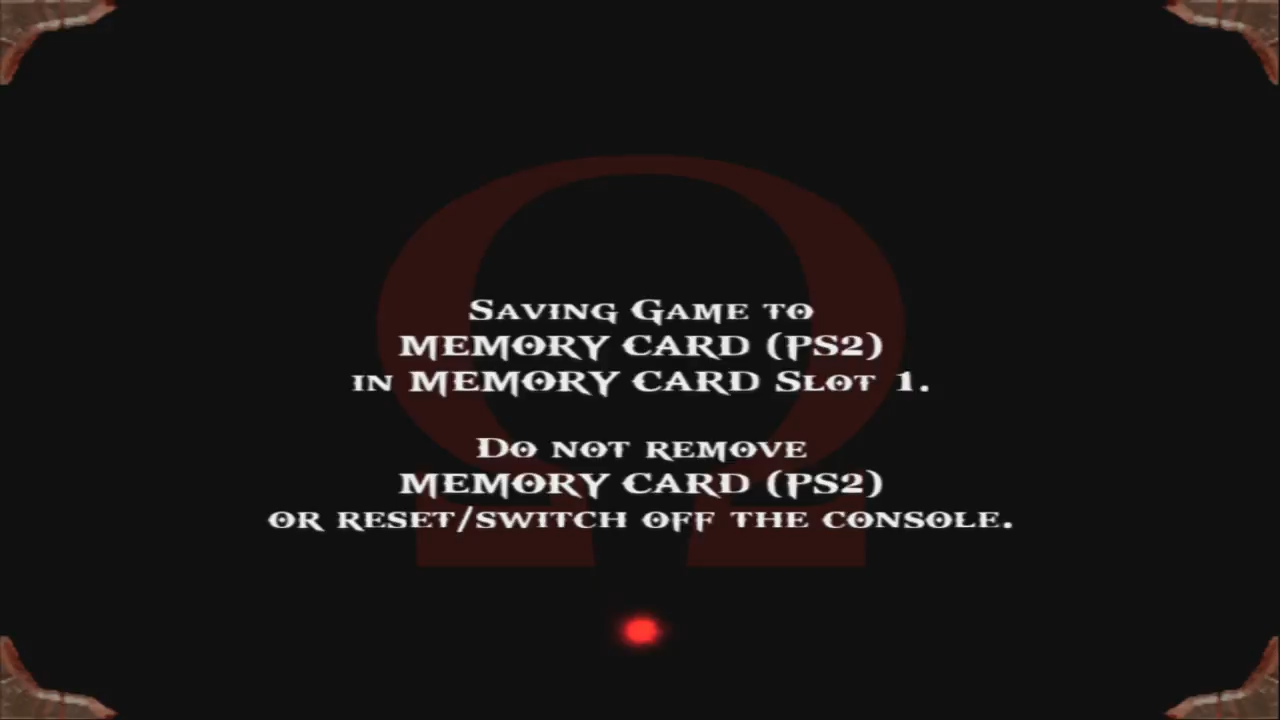 Saving Game to
MEMORY CARD (PS2)
in MEMORY CARD Slot 1.
Do not remove
MEMORY CARD (PS2)
or reset/switch off the console.